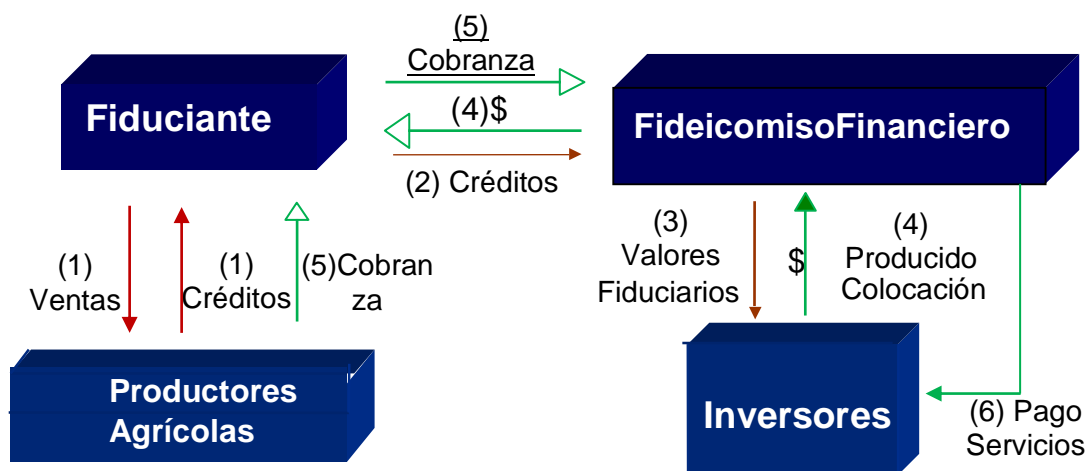 (5)
Cobranza
Fiduciante
(4)$
FideicomisoFinanciero
(2) Créditos
(1)
Ventas
(1)
Créditos
(5)Cobran
za
(3)
Valores
Fiduciarios
$
(4)
Producido
Colocación
Productores
Agrícolas
Inversores
(6) Pago
Servicios